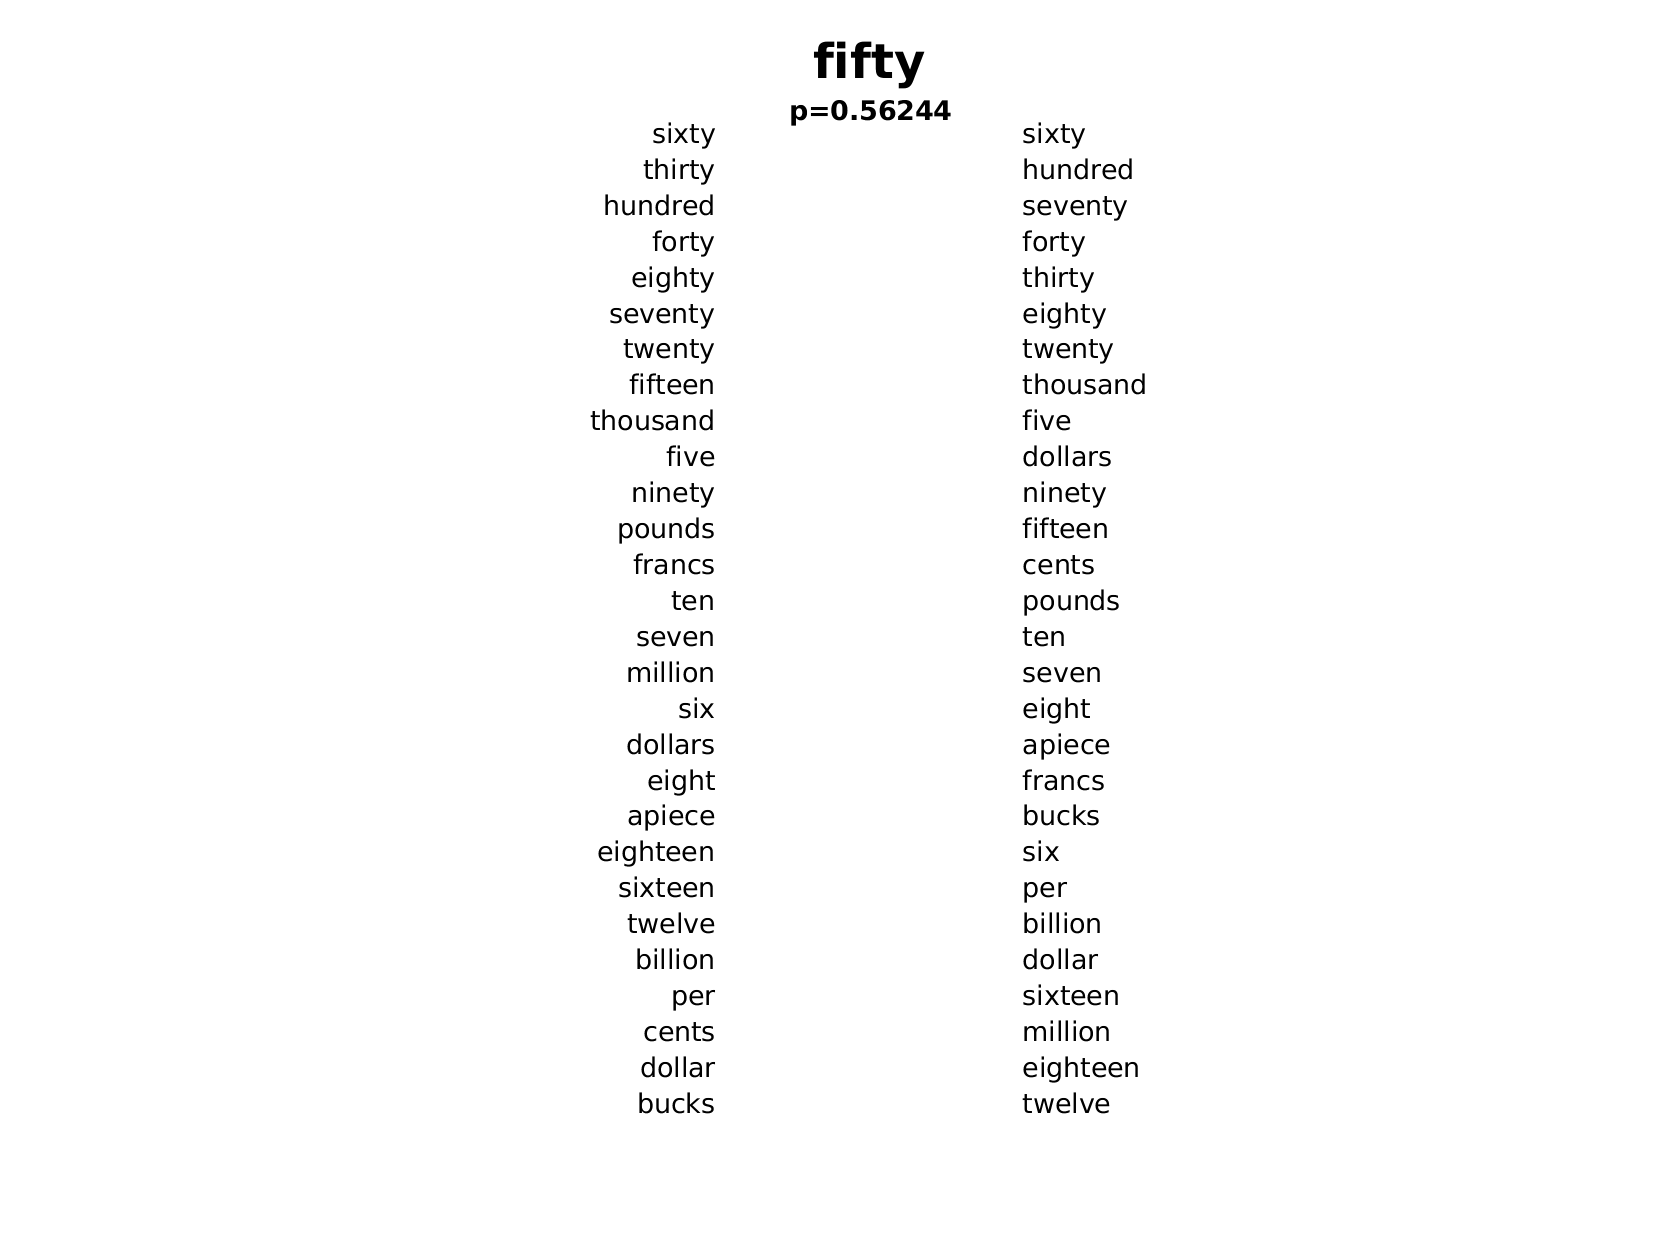 fifty
p=0.56244
sixty sixty
thirty hundred
hundred seventy
forty forty
eighty thirty
seventy eighty
twenty twenty
fifteen thousand
thousand five
five dollars
ninety ninety
pounds fifteen
francs cents
ten pounds
seven ten
million seven
six eight
dollars apiece
eight francs
apiece bucks
eighteen six
sixteen per
twelve billion
billion dollar
per sixteen
cents million
dollar eighteen
bucks twelve